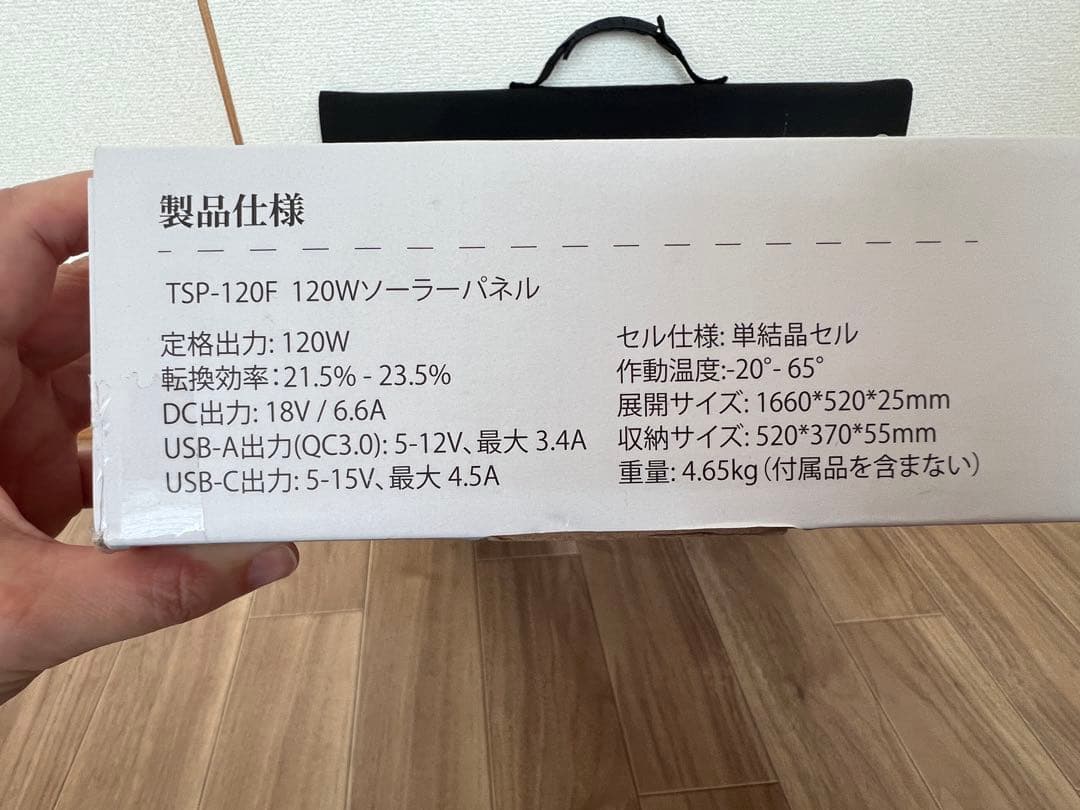 製品仕様
TSP-120F 120Wソーラーパネル
定格出力: 120W
転換効率：21.5% - 23.5%
DC出力: 18V / 6.6A
USB-A出力(QC3.0): 5-12V、最大 3.4A
USB-C出力: 5-15V、最大 4.5A
セル仕様: 単結晶セル
作動温度:-20°- 65°
展開サイズ: 1660*520*25mm
収納サイズ: 520*370*55mm
重量: 4.65kg（付属品を含まない）